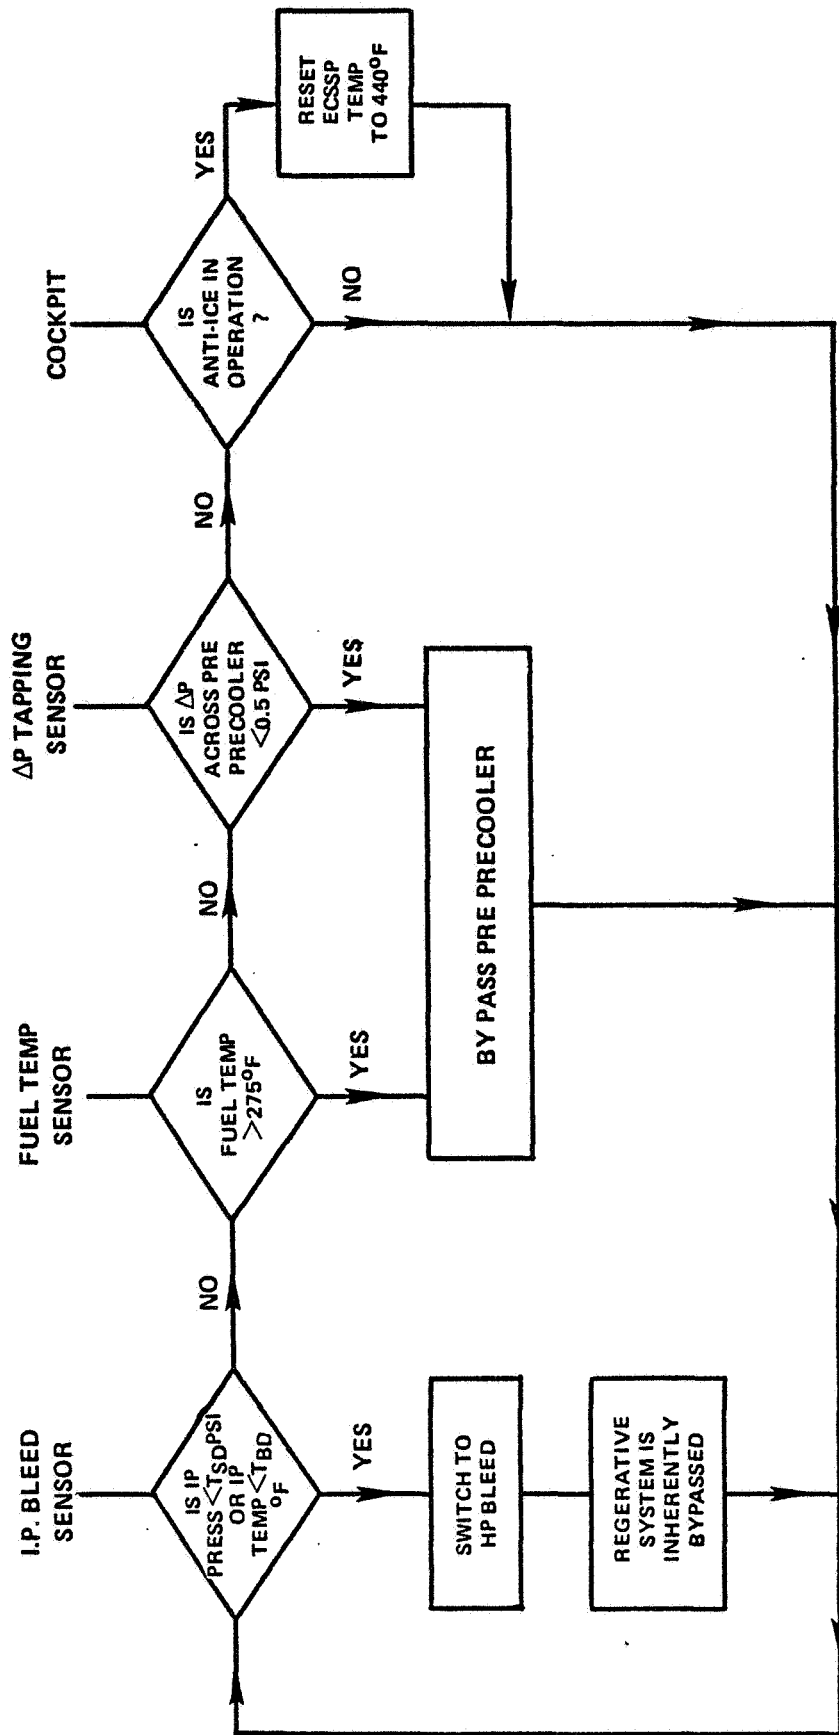 I.P. BLEED
SENSOR
IS IP
PRESS <TSDPSI
OR IP
TEMP <TBD
°F
NO
YES
SWITCH TO
HP BLEED
REGERATIVE
SYSTEM IS
INHERENTLY
BYPASSED
FUEL TEMP
SENSOR
IS
FUEL TEMP
>275°F
NO
YES
ΔP TAPPING
SENSOR
IS ΔP
ACROSS PRE
PRECOOLER
<0.5 PSI
NO
YES
BY PASS PRE PRECOOLER
COCKPIT
IS
ANTI-ICE IN
OPERATION
?
YES
NO
RESET
ECSSP
TEMP
TO 440°F